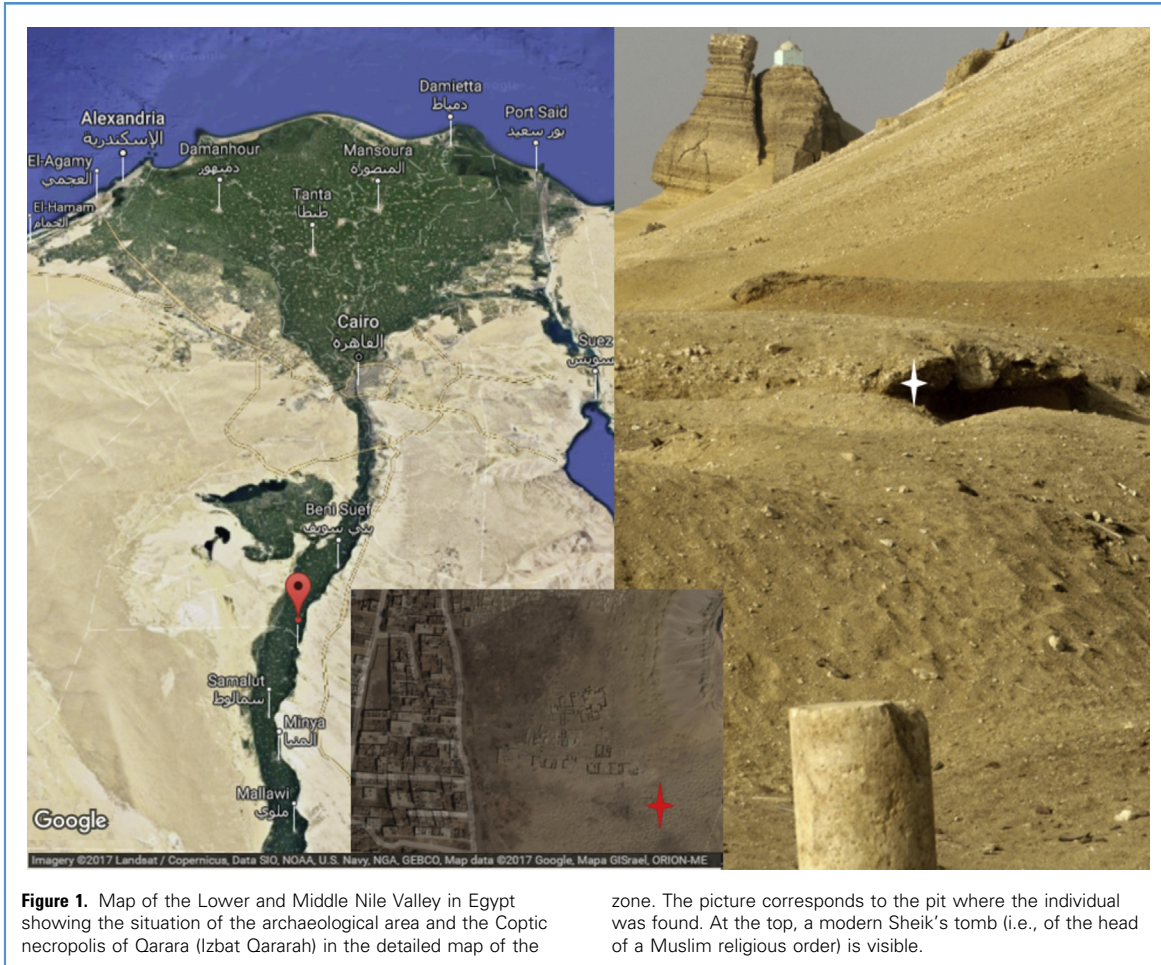 Damietta
دمياط
Port Said
بور سعيد
Alexandria
الإسكندرية
Damanhour
دمنهور
Mansoura
المنصورة
El-Agamy
العجمي
Tanta
طنطا
El-Hamam
الحمام
Cairo
القاهرة
Suez
السويس
Beni Suef
بني سويف
Samalut
سمالوط
Minya
المنيا
Mallawi
ملوي
Google
Imagery ©2017 Landsat / Copernicus, Data SIO, NOAA, U.S. Navy, NGA, GEBCO, Map data ©2017 Google, Mapa GISrael, ORION-ME
Figure 1. Map of the Lower and Middle Nile Valley in Egypt
showing the situation of the archaeological area and the Coptic
necropolis of Qarara (Izbat Qararah) in the detailed map of the
zone. The picture corresponds to the pit where the individual
was found. At the top, a modern Sheik's tomb (i.e., of the head
of a Muslim religious order) is visible.